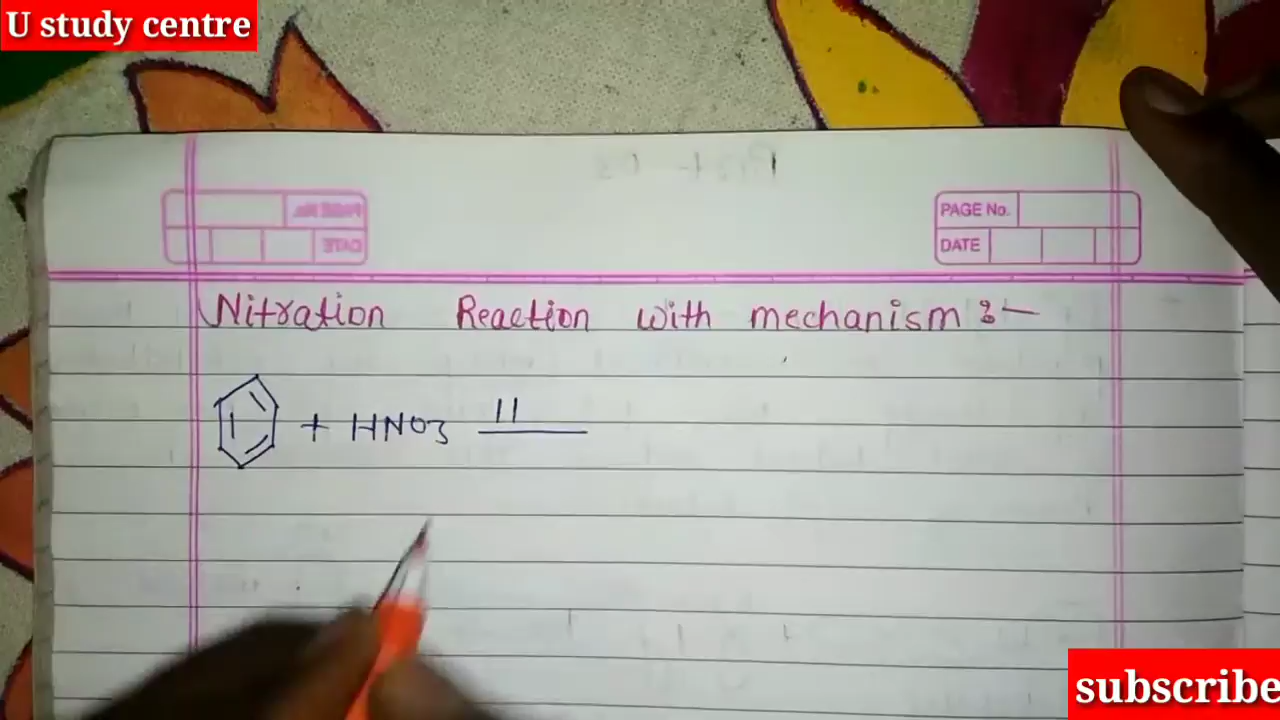 U study centre
PAGE No.
DATE
Nitration Reaction with mechanism :-
+ HNO3
subscribe